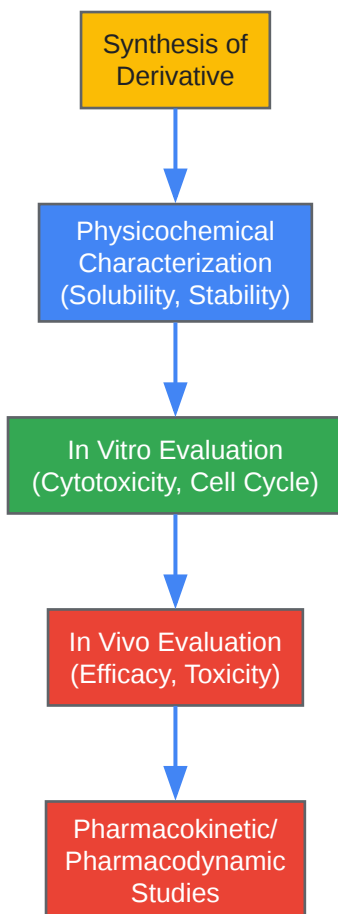 Synthesis of
Derivative
Physicochemical
Characterization
(Solubility, Stability)
In Vitro Evaluation
(Cytotoxicity, Cell Cycle)
In Vivo Evaluation
(Efficacy, Toxicity)
Pharmacokinetic/
Pharmacodynamic
Studies